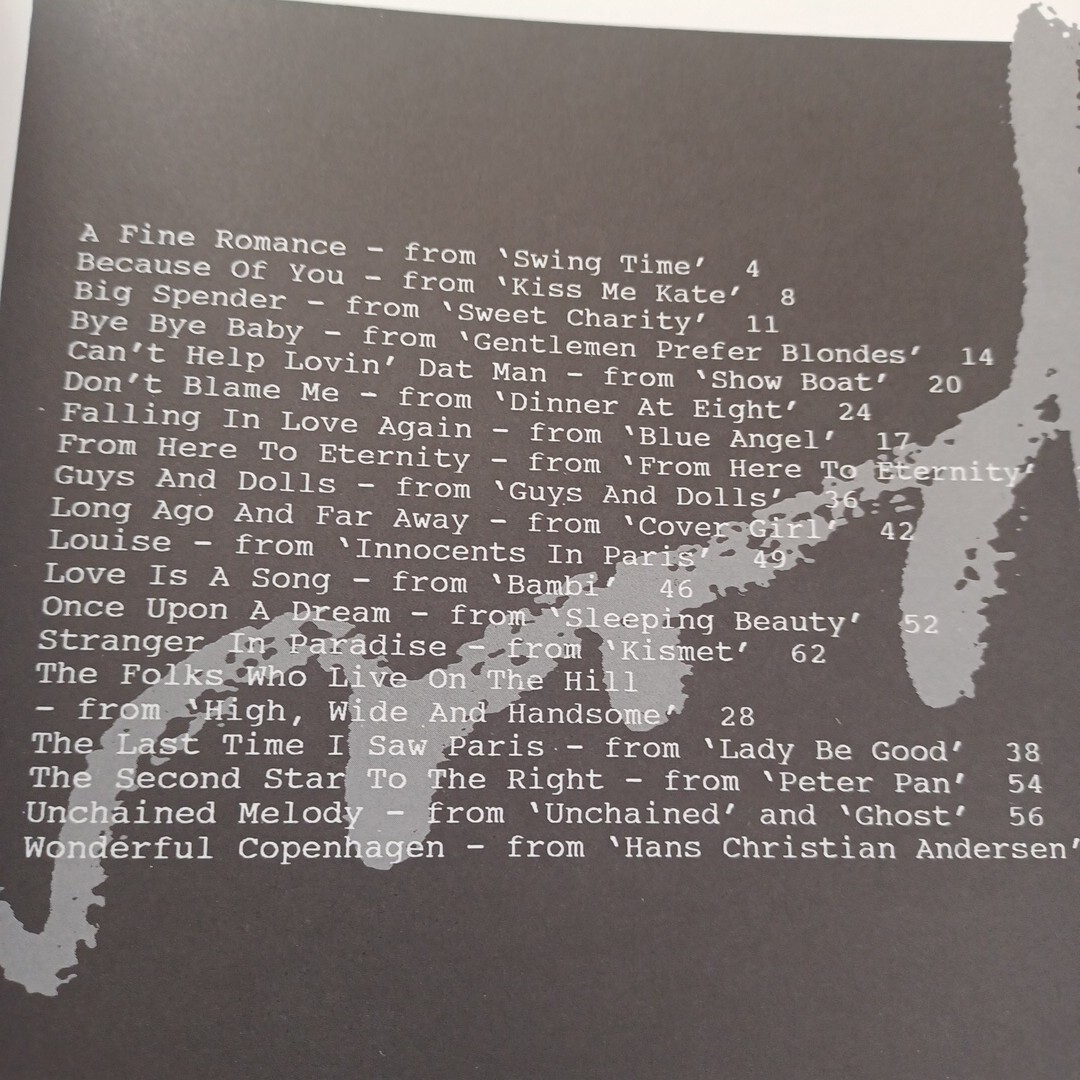 A Fine Romance – from ‘Swing Time’ 4
Because Of You – from ‘Kiss Me Kate’ 8
Big Spender – from ‘Sweet Charity’ 11
Bye Bye Baby – from ‘Gentlemen Prefer Blondes’ 14
Can’t Help Lovin’ Dat Man – from ‘Show Boat’ 20
Don’t Blame Me – from ‘Dinner At Eight’ 24
Falling In Love Again – from ‘Blue Angel’ 17
From Here To Eternity – from ‘From Here To Eternity’
Guys And Dolls – from ‘Guys And Dolls’ 36
Long Ago And Far Away – from ‘Cover Girl’ 42
Louise – from ‘Innocents In Paris’ 49
Love Is A Song – from ‘Bambi’ 46
Once Upon A Dream – from ‘Sleeping Beauty’ 52
Stranger In Paradise – from ‘Kismet’ 62
The Folks Who Live On The Hill
– from ‘High, Wide And Handsome’ 28
The Last Time I Saw Paris – from ‘Lady Be Good’ 38
The Second Star To The Right – from ‘Peter Pan’ 54
Unchained Melody – from ‘Unchained’ and ‘Ghost’ 56
Wonderful Copenhagen – from ‘Hans Christian Andersen’